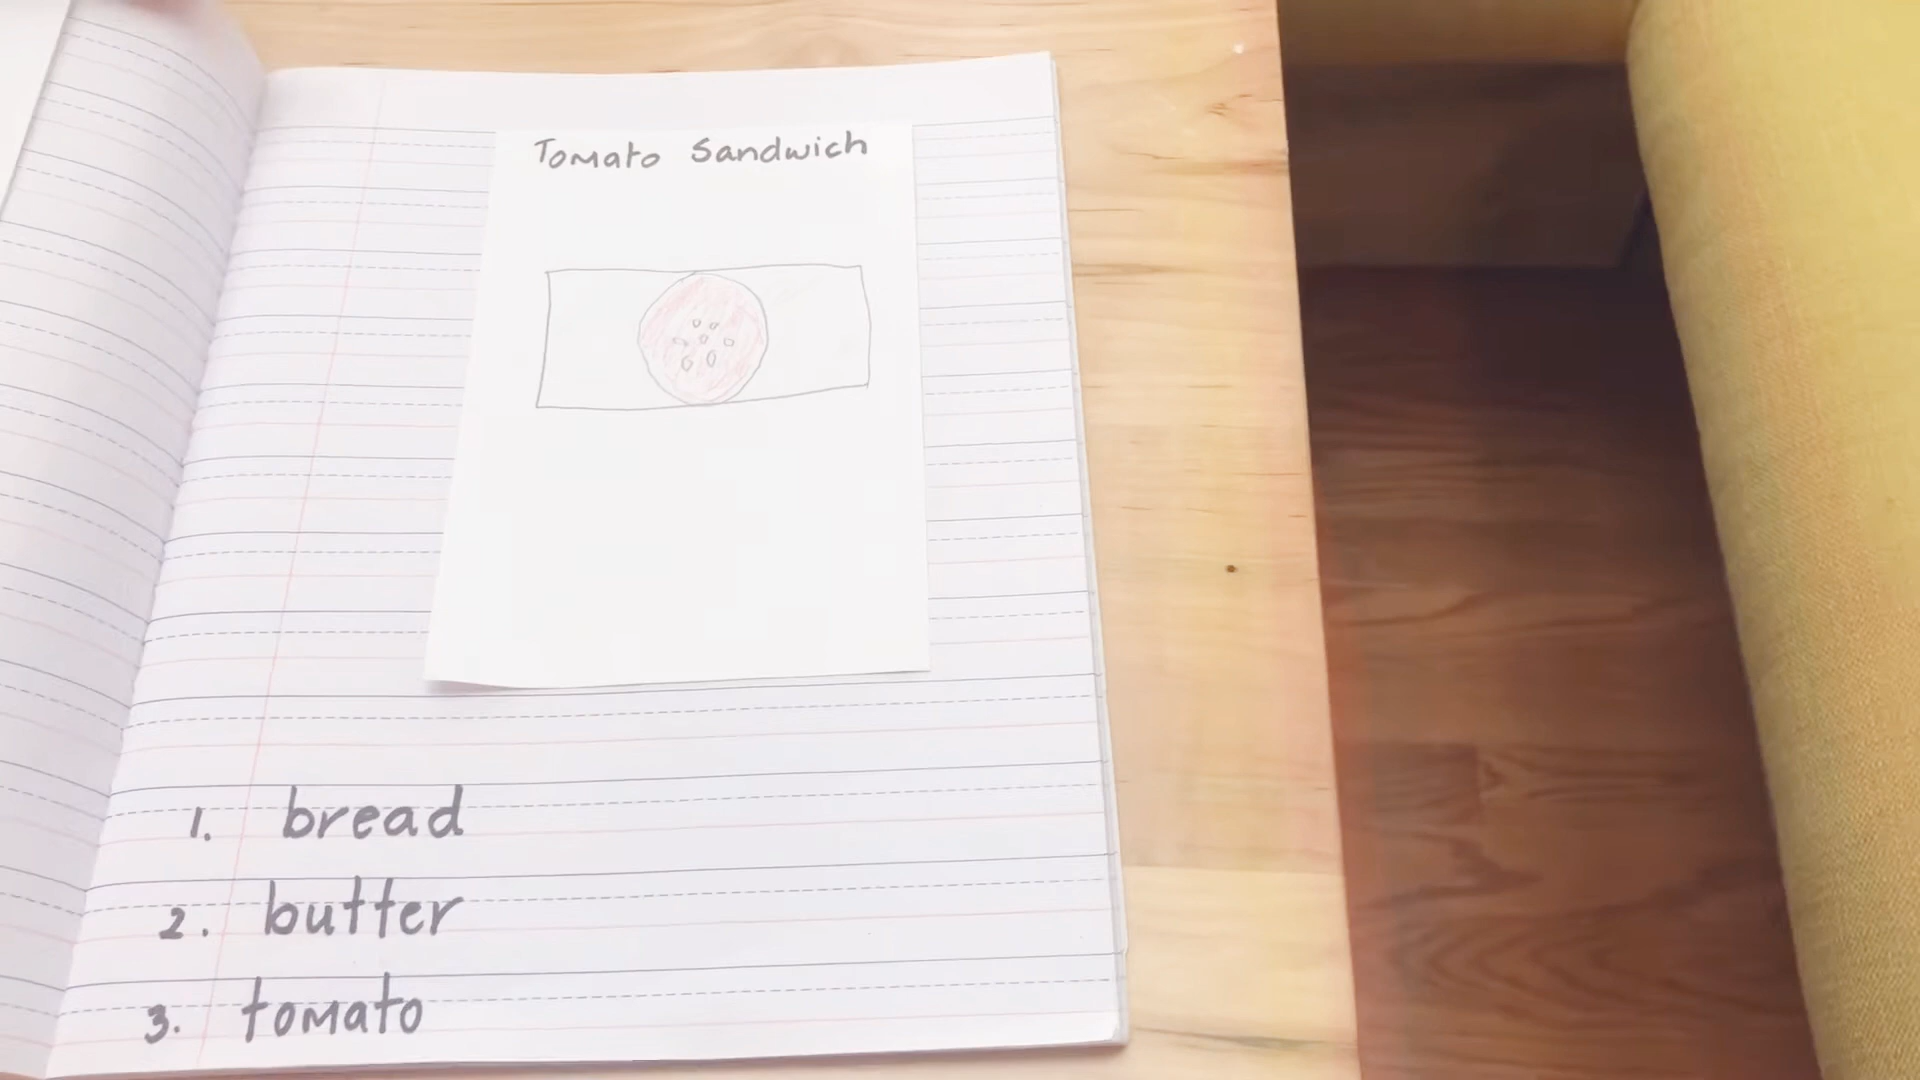 Tomato Sandwich
1. bread
2. butter
3. tomato